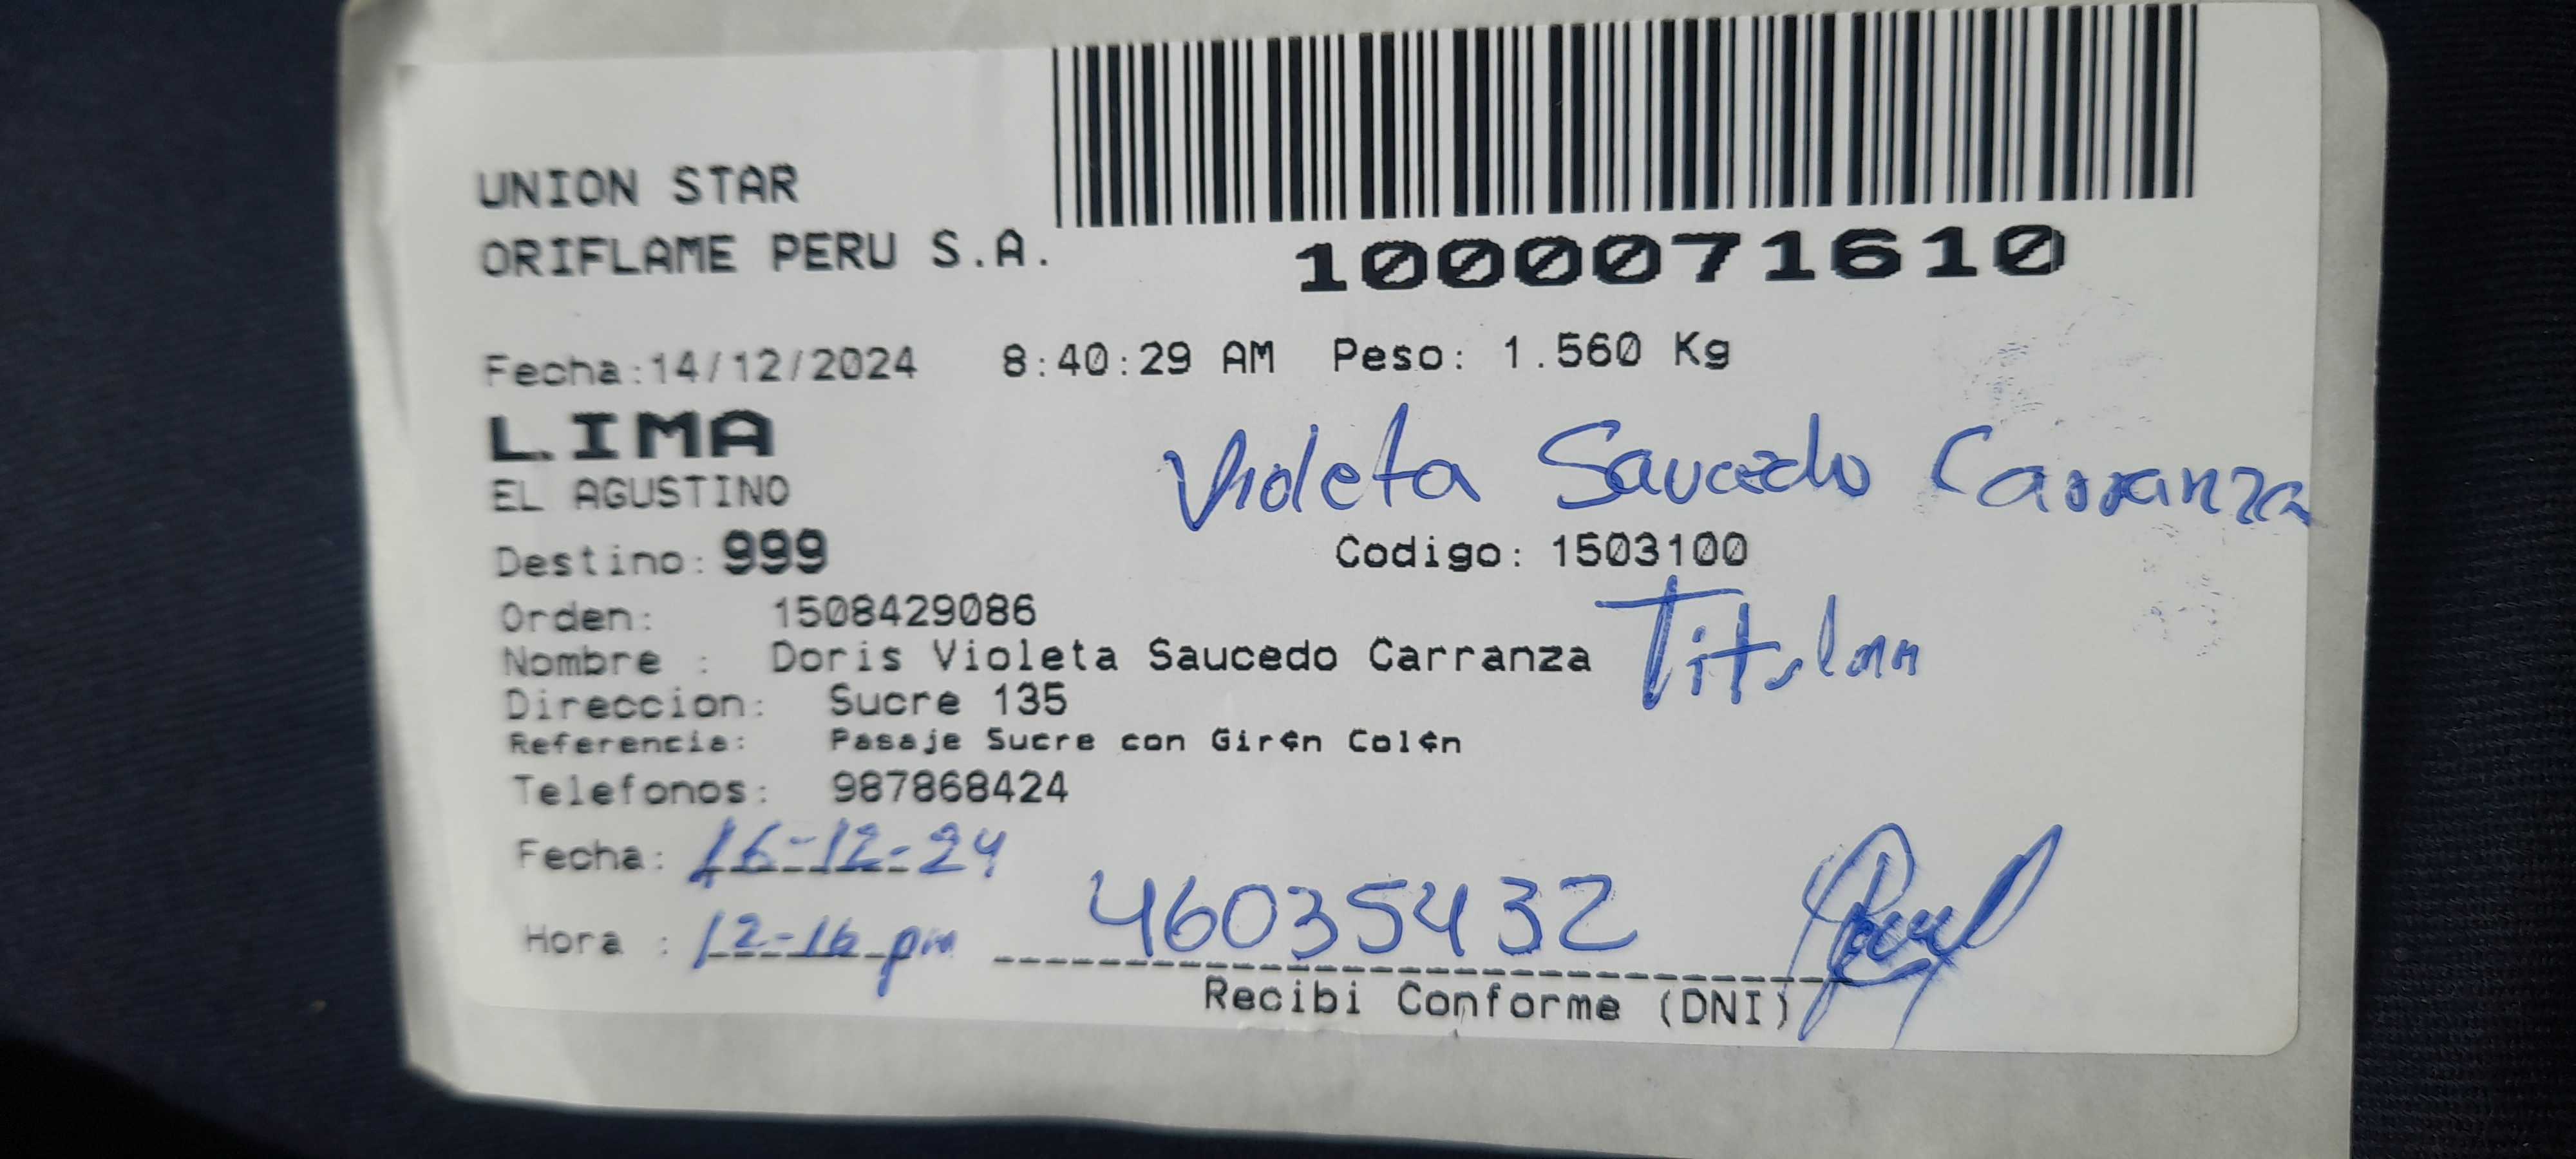 UNION STAR
ORIFLAME PERU S.A.
1000071610
Fecha:14/12/2024 8:40:29 AM Peso: 1.560 Kg
LIMA
EL AGUSTINO
Violeta Saucedo Carranza
Destino: 999 Codigo: 1503100
Orden: 1508429086
Nombre : Doris Violeta Saucedo Carranza Titular
Direccion: Sucre 135
Referencia: Pasaje Sucre con Gir¢n Col¢n
Telefonos: 987868424
Fecha: 16-12-24
Hora : 12-16 pm 46035432
Recibi Conforme (DNI)